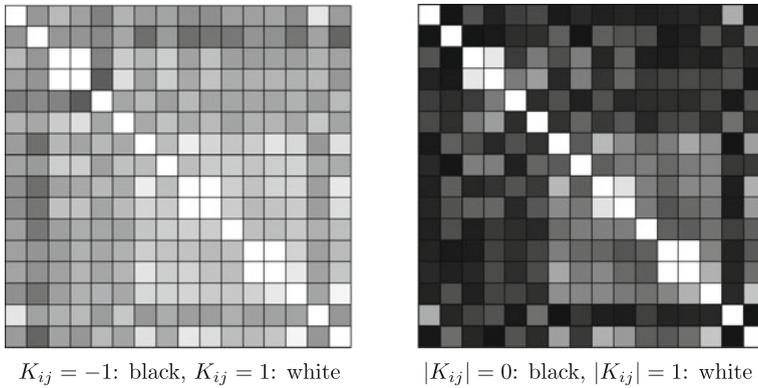 K_{ij} = −1: black, K_{ij} = 1: white
|K_{ij}| = 0: black, |K_{ij}| = 1: white